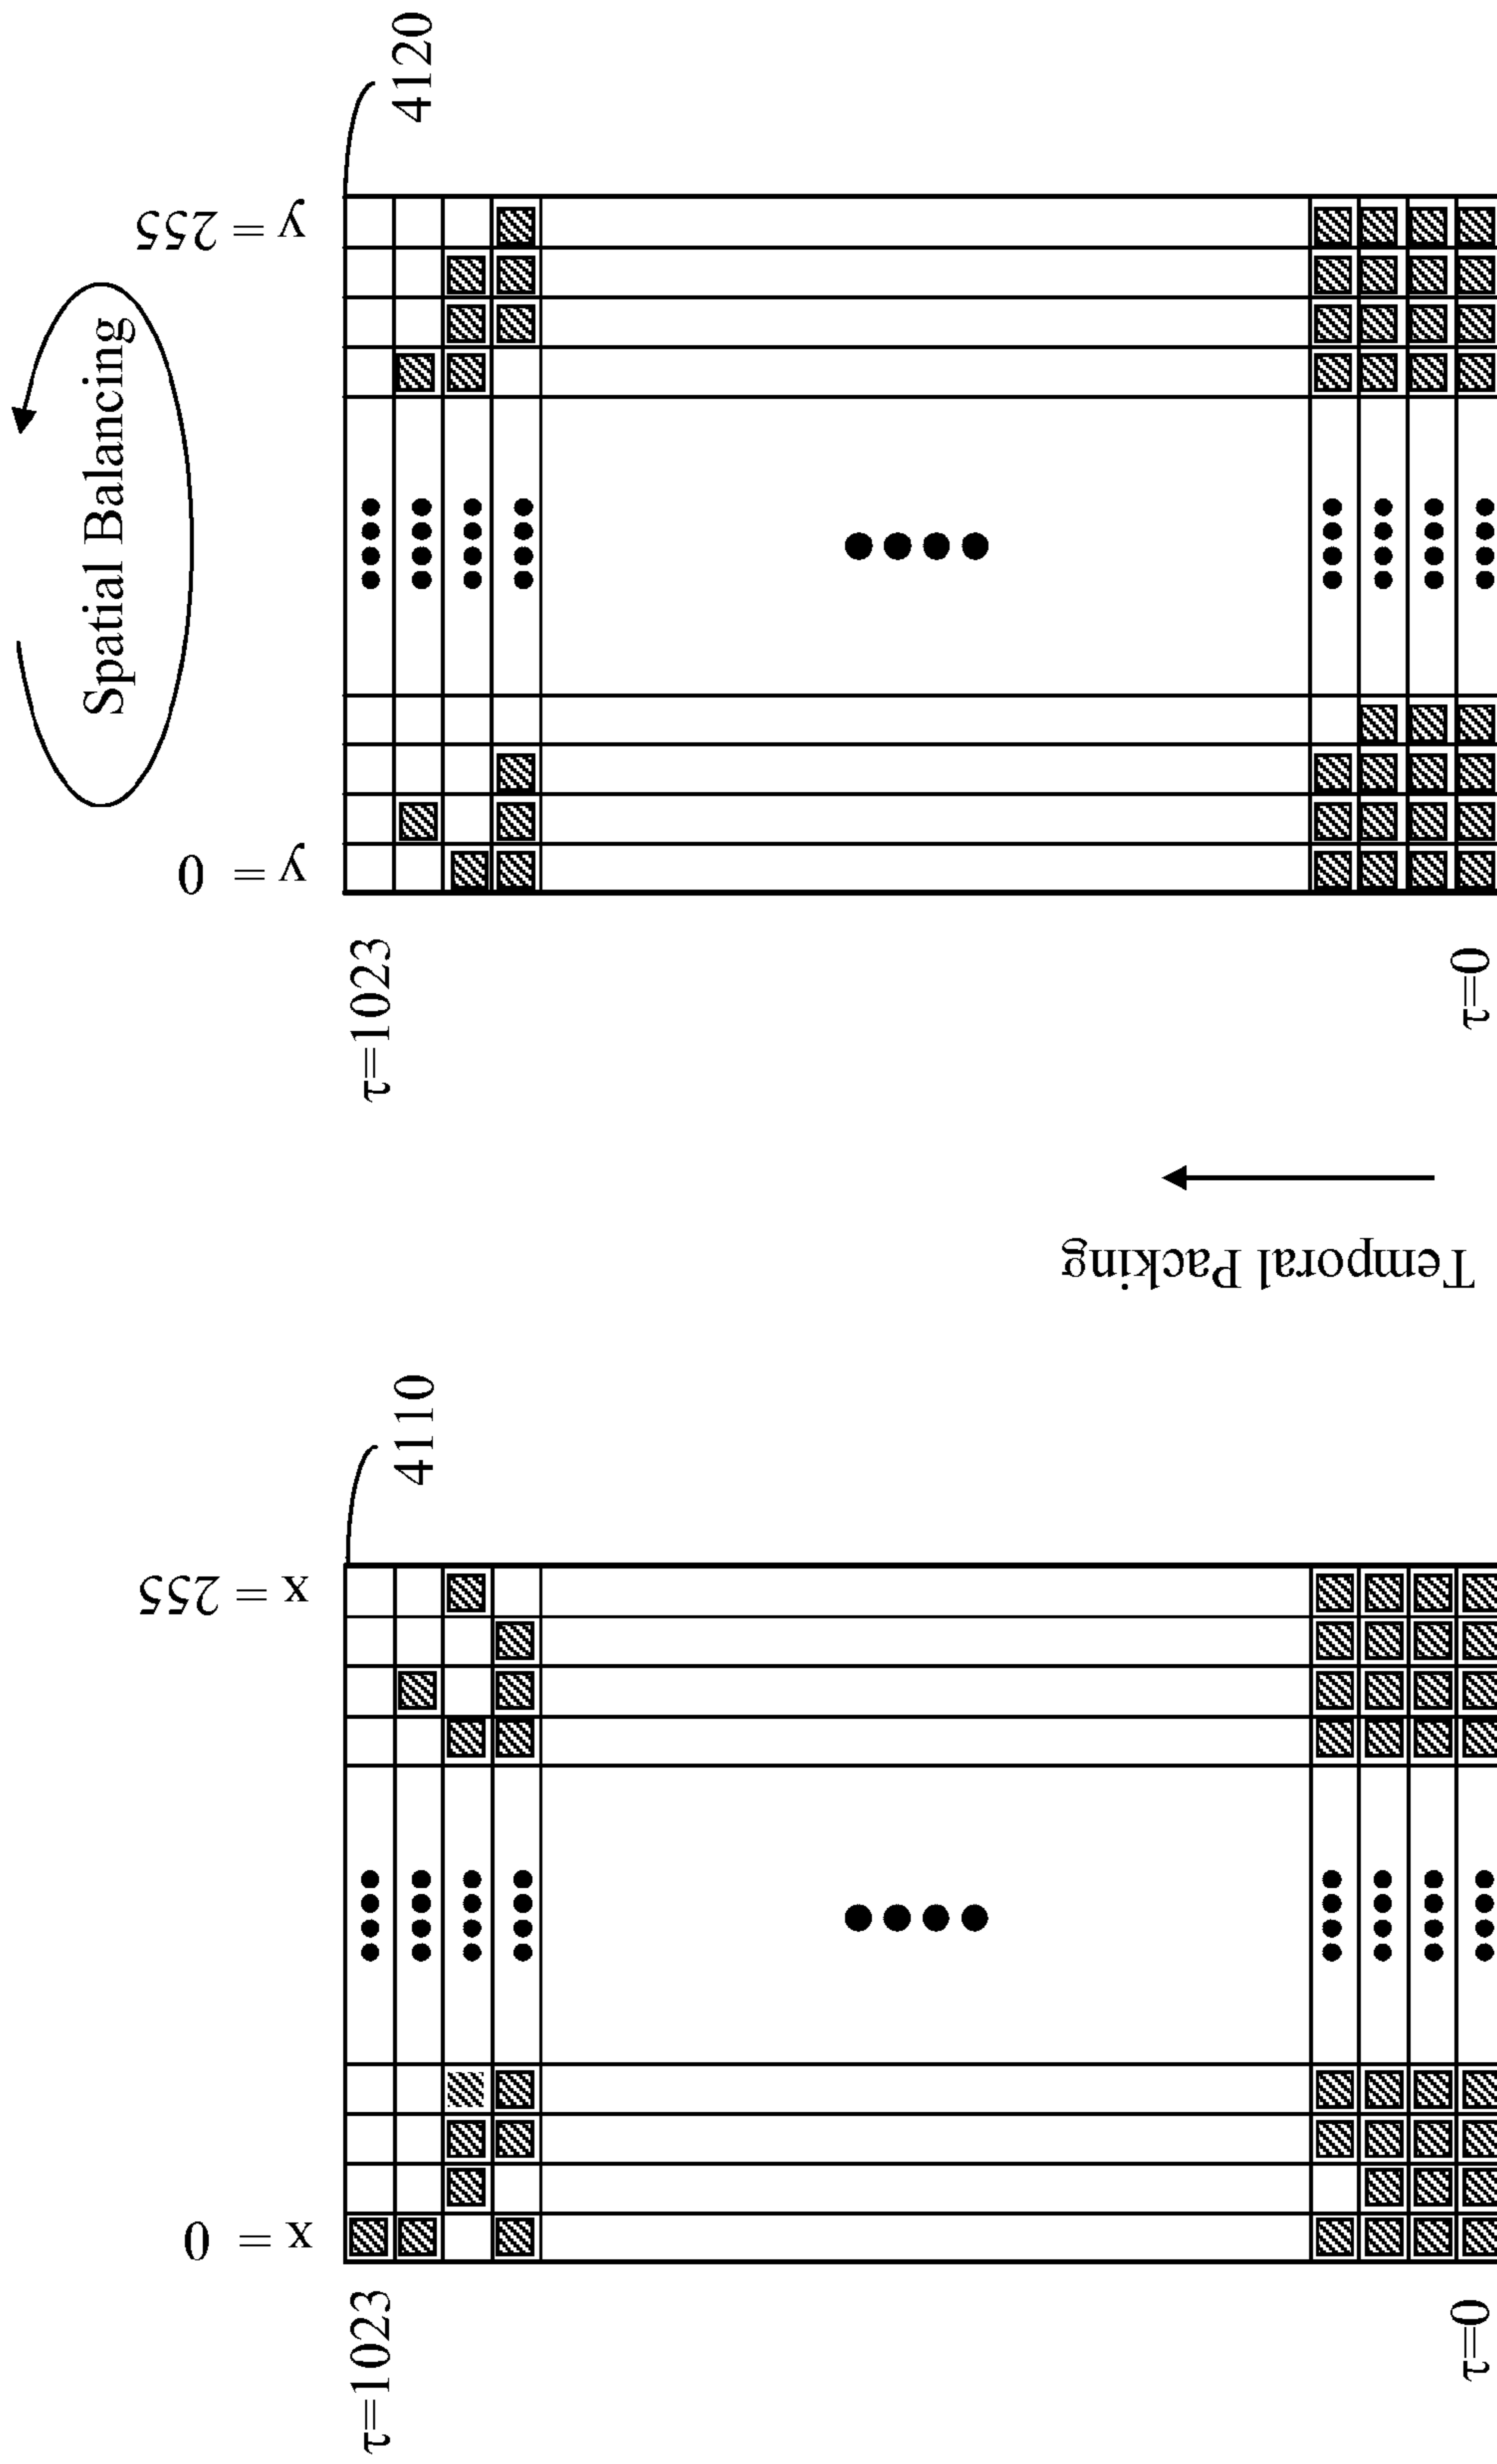 Spatial Balancing
y = 0
y = 255
4120
τ=1023
τ=0
Temporal Packing
x = 0
x = 255
4110
τ=1023
τ=0